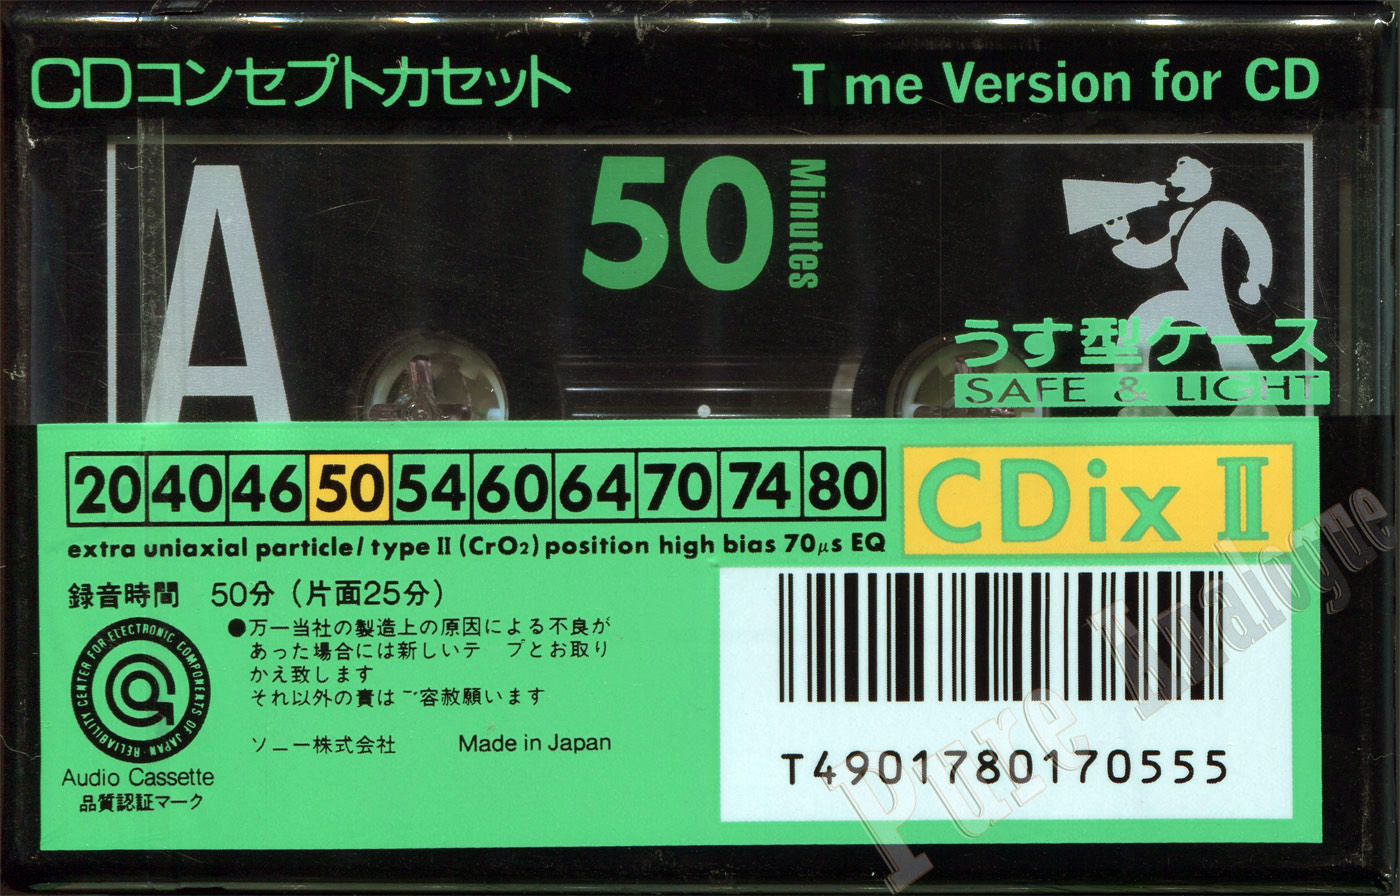 CDコンセプトカセット
T me Version for CD
A
50
Minutes
うす型ケース
SAFE & LIGHT
20 40 46 50 54 60 64 70 74 80
CDix II
extra uniaxial particle/type II (CrO2) position high bias 70μs EQ
録音時間 50分(片面25分)
●万一当社の製造上の原因による不良が
あった場合には新しいテ プとお取り
かえ致します
それ以外の責はご容赦願います
ソニー株式会社 Made in Japan
RELIABILITY CENTER FOR ELECTRONIC COMPONENTS OF JAPAN
Audio Cassette
品質認証マーク
T4901780170555
Pure Analogue